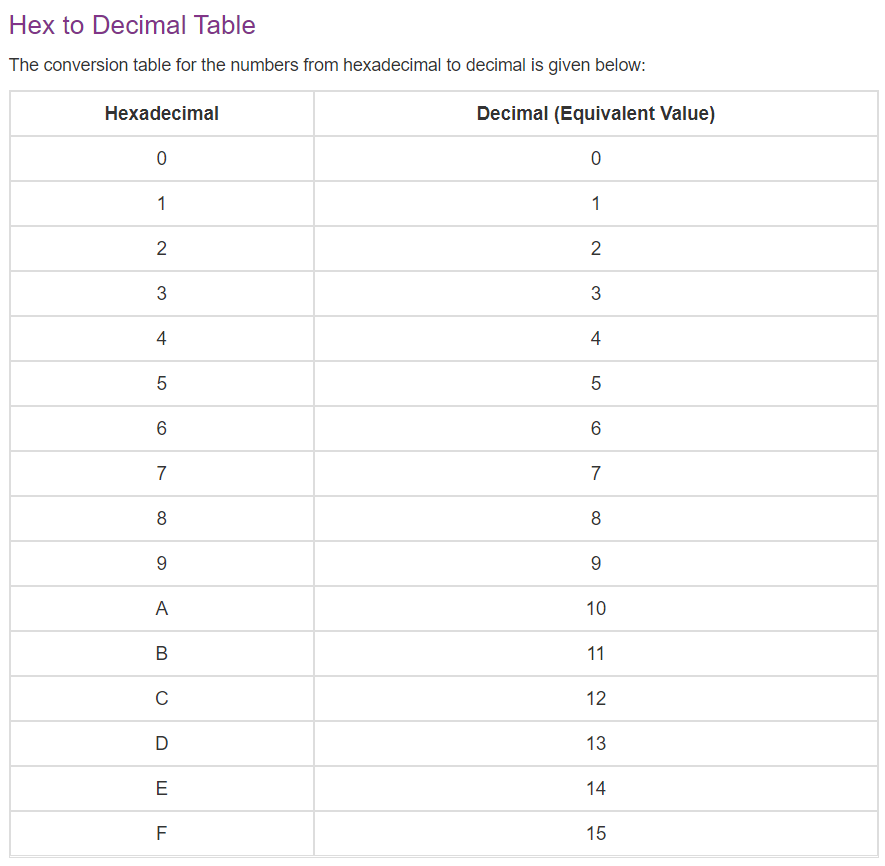 Hex to Decimal Table
The conversion table for the numbers from hexadecimal to decimal is given below:
Hexadecimal Decimal (Equivalent Value)
0 0
1 1
2 2
3 3
4 4
5 5
6 6
7 7
8 8
9 9
A 10
B 11
C 12
D 13
E 14
F 15